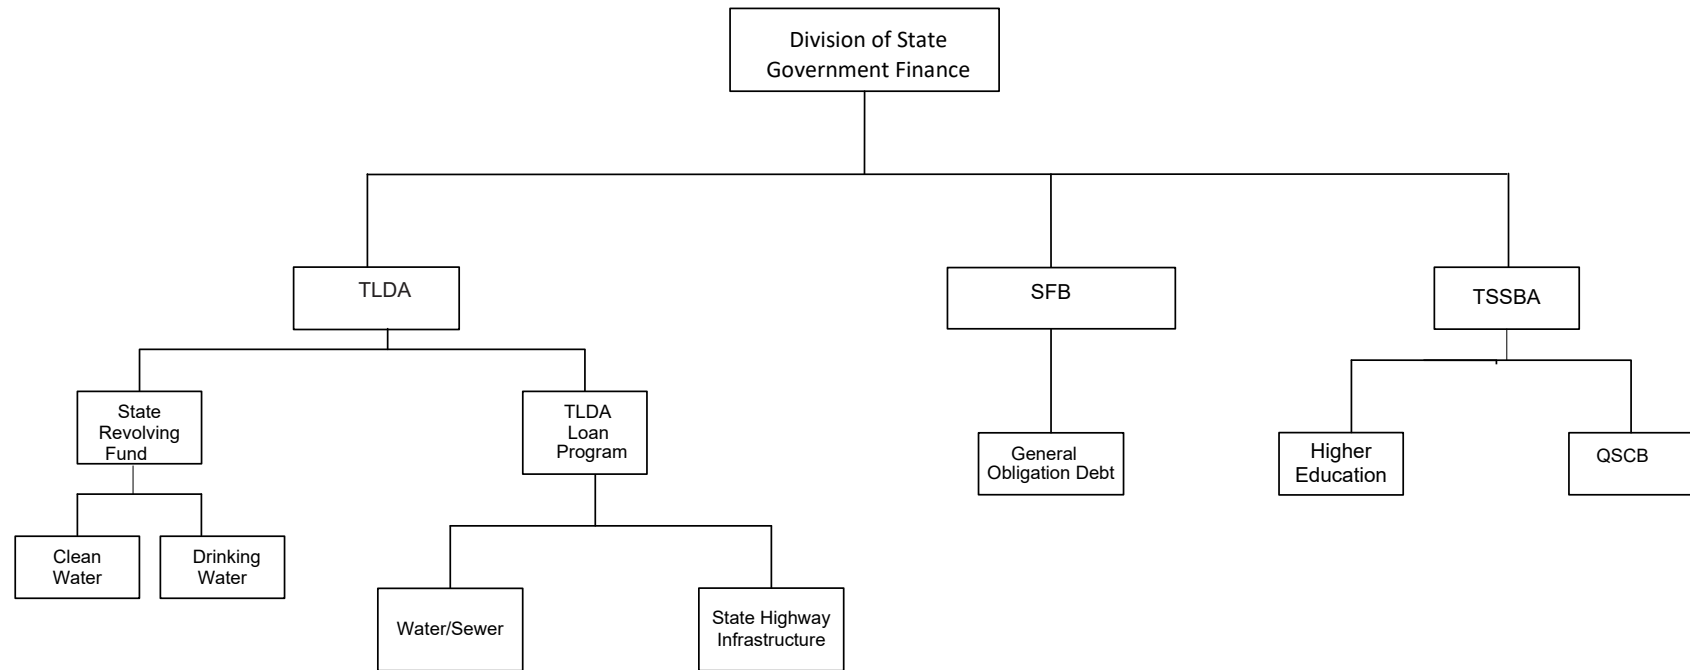 Division of State
Government Finance
TLDA
SFB
TSSBA
State
Revolving
Fund
TLDA
Loan
Program
General
Obligation Debt
Higher
Education
QSCB
Clean
Water
Drinking
Water
Water/Sewer
State Highway
Infrastructure